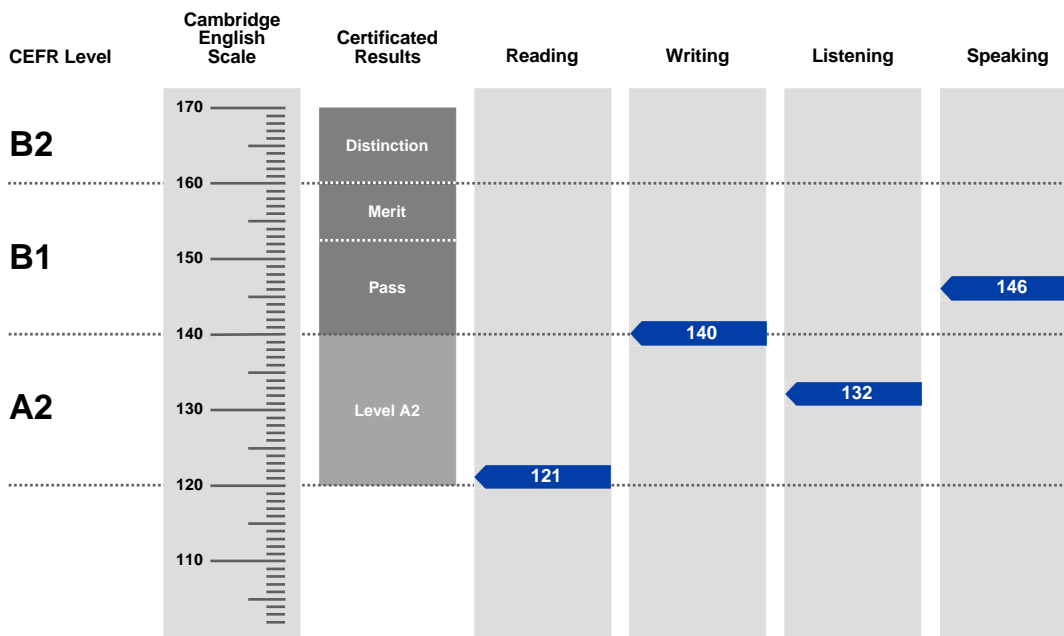 CEFR Level
Cambridge
English
Scale
Certificated
Results
Reading
Writing
Listening
Speaking
170
B2
Distinction
160
Merit
B1
150
Pass
146
140
140
A2
132
130
Level A2
121
120
110